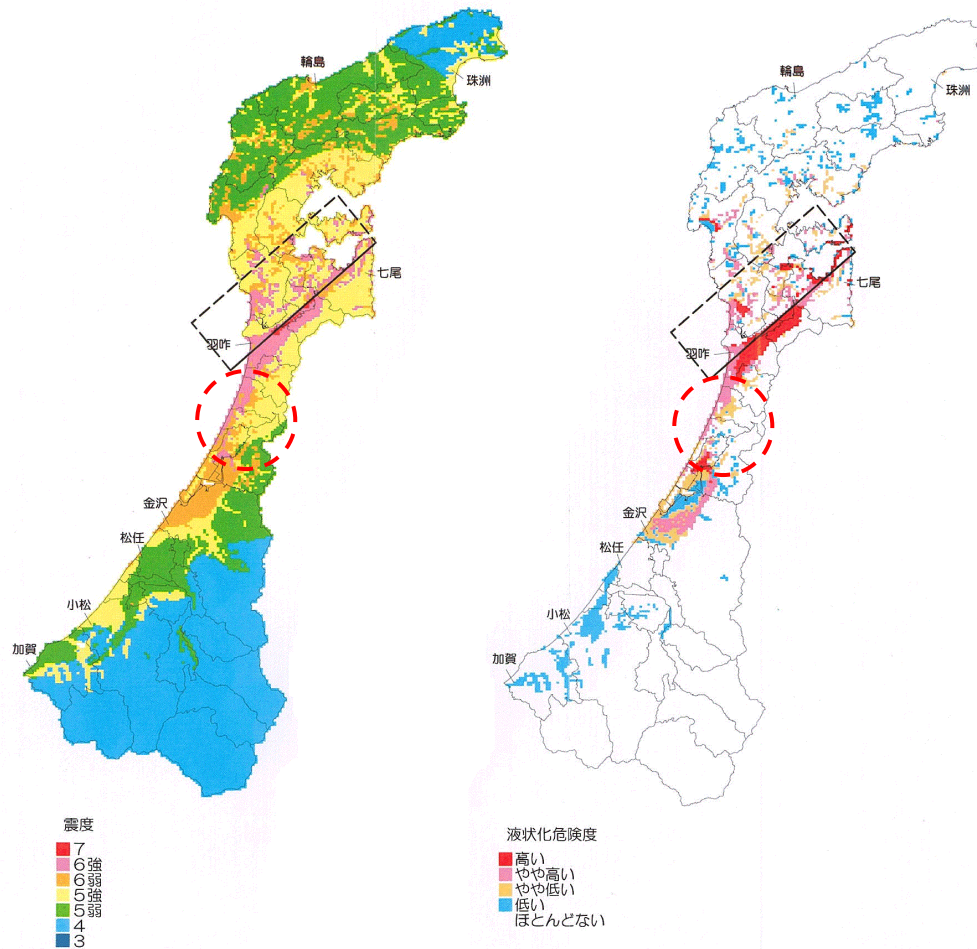 輪島
珠洲
七尾
羽咋
金沢
松任
小松
加賀
震度
7
6強
6弱
5強
5弱
4
3
輪島
珠洲
七尾
羽咋
金沢
松任
小松
加賀
液状化危険度
高い
やや高い
やや低い
低い
ほとんどない